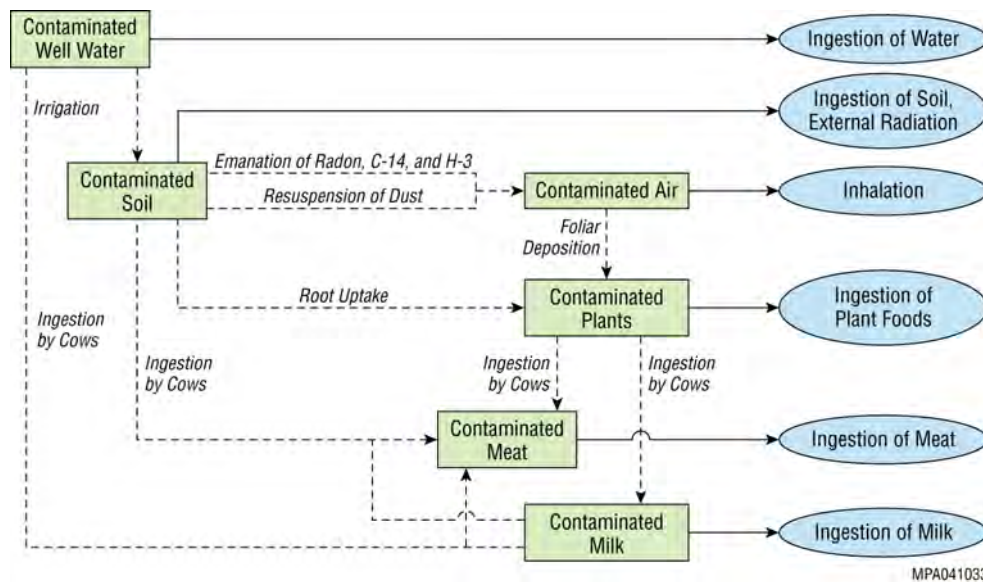 Contaminated
Well Water
Ingestion of Water
Irrigation
Ingestion of Soil,
External Radiation
Emanation of Radon, C-14, and H-3
Contaminated
Soil
Resuspension of Dust
Contaminated Air
Inhalation
Foliar
Deposition
Root Uptake
Contaminated
Plants
Ingestion of
Plant Foods
Ingestion
by Cows
Ingestion
by Cows
Ingestion
by Cows
Ingestion
by Cows
Contaminated
Meat
Ingestion of Meat
Contaminated
Milk
Ingestion of Milk
MPA041033